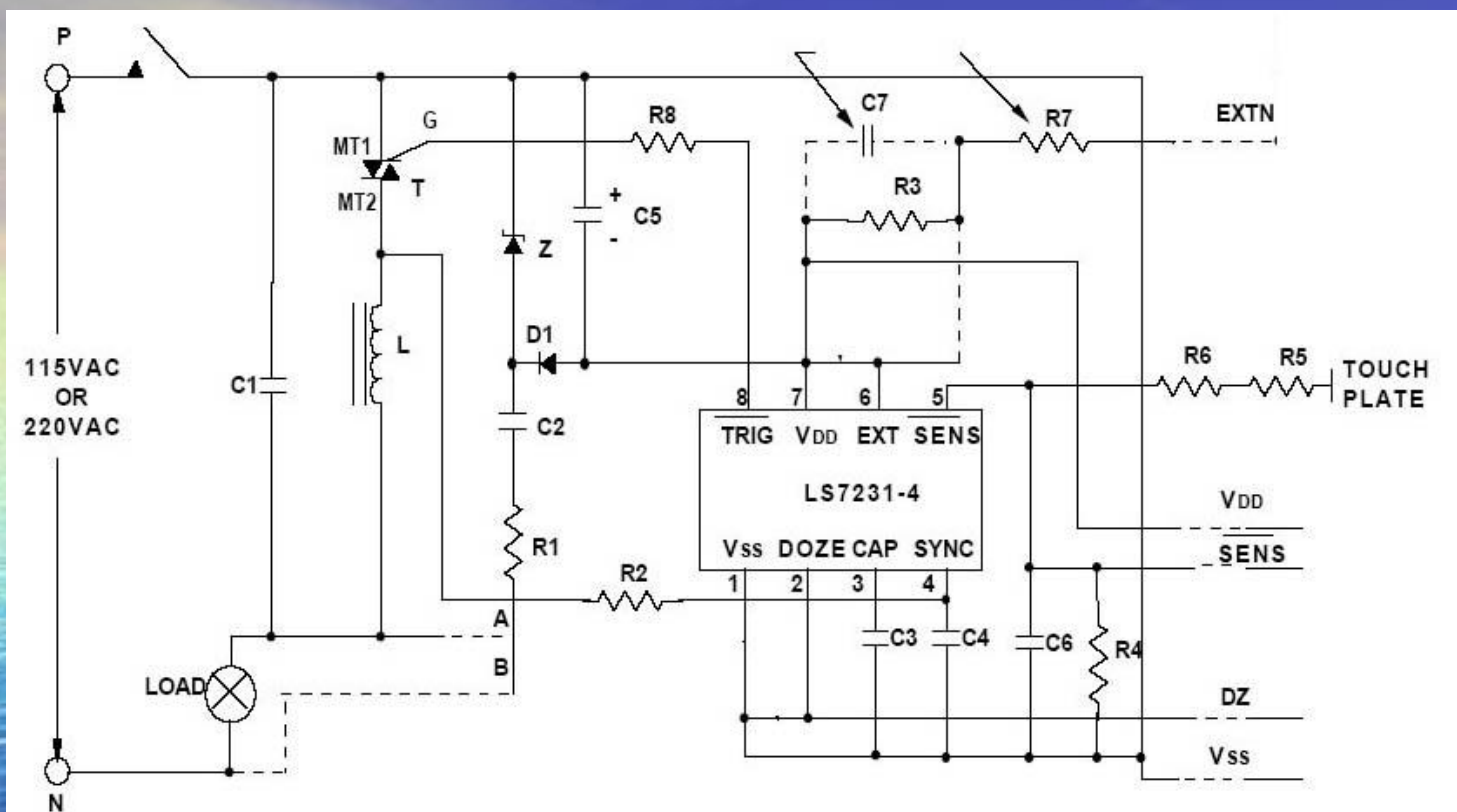 P
G
R8
C7
R7
EXTN
MT1
MT2
T
R3
+
C5
-
Z
D1
L
115VAC
OR
220VAC
C1
C2
R6
R5
TOUCH
PLATE
8
7
6
5
TRIG
VDD
EXT
SENS
LS7231-4
VSS
DOZE
CAP
SYNC
1
2
3
4
R1
R2
VDD
SENS
A
B
C3
C4
C6
R4
LOAD
DZ
VSS
N